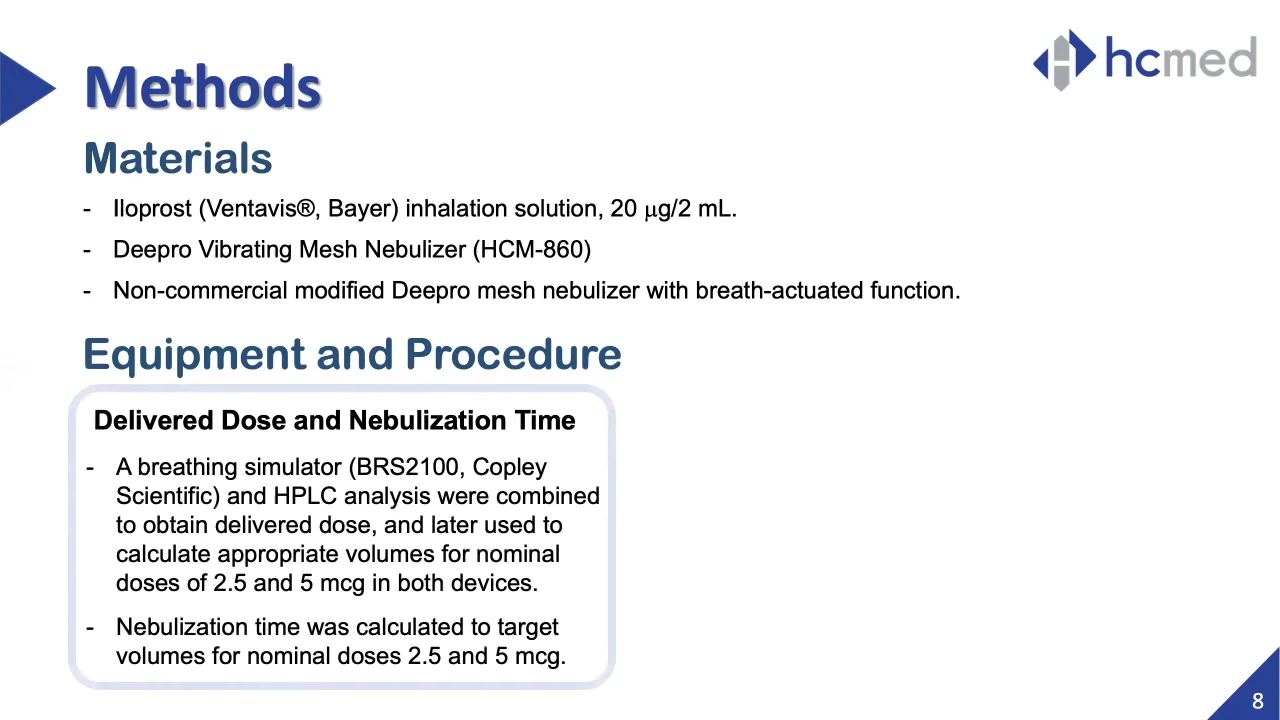 hcmed
Methods
Materials
- Iloprost (Ventavis®, Bayer) inhalation solution, 20 µg/2 mL.
- Deepro Vibrating Mesh Nebulizer (HCM-860)
- Non-commercial modified Deepro mesh nebulizer with breath-actuated function.
Equipment and Procedure
Delivered Dose and Nebulization Time
- A breathing simulator (BRS2100, Copley
Scientific) and HPLC analysis were combined
to obtain delivered dose, and later used to
calculate appropriate volumes for nominal
doses of 2.5 and 5 mcg in both devices.
- Nebulization time was calculated to target
volumes for nominal doses 2.5 and 5 mcg.
8